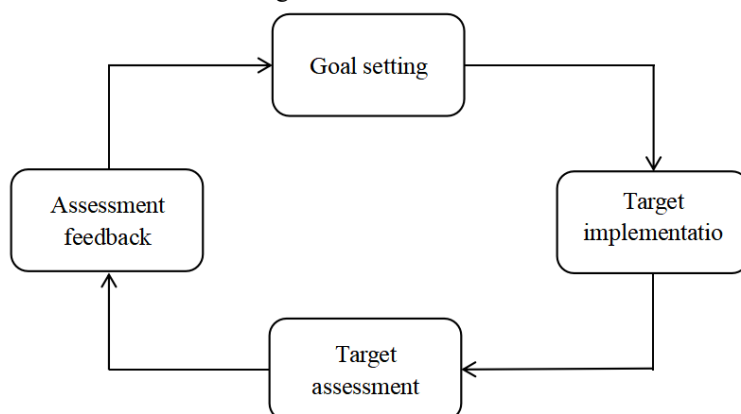 Goal setting
Assessment
feedback
Target
implementatio
Target
assessment